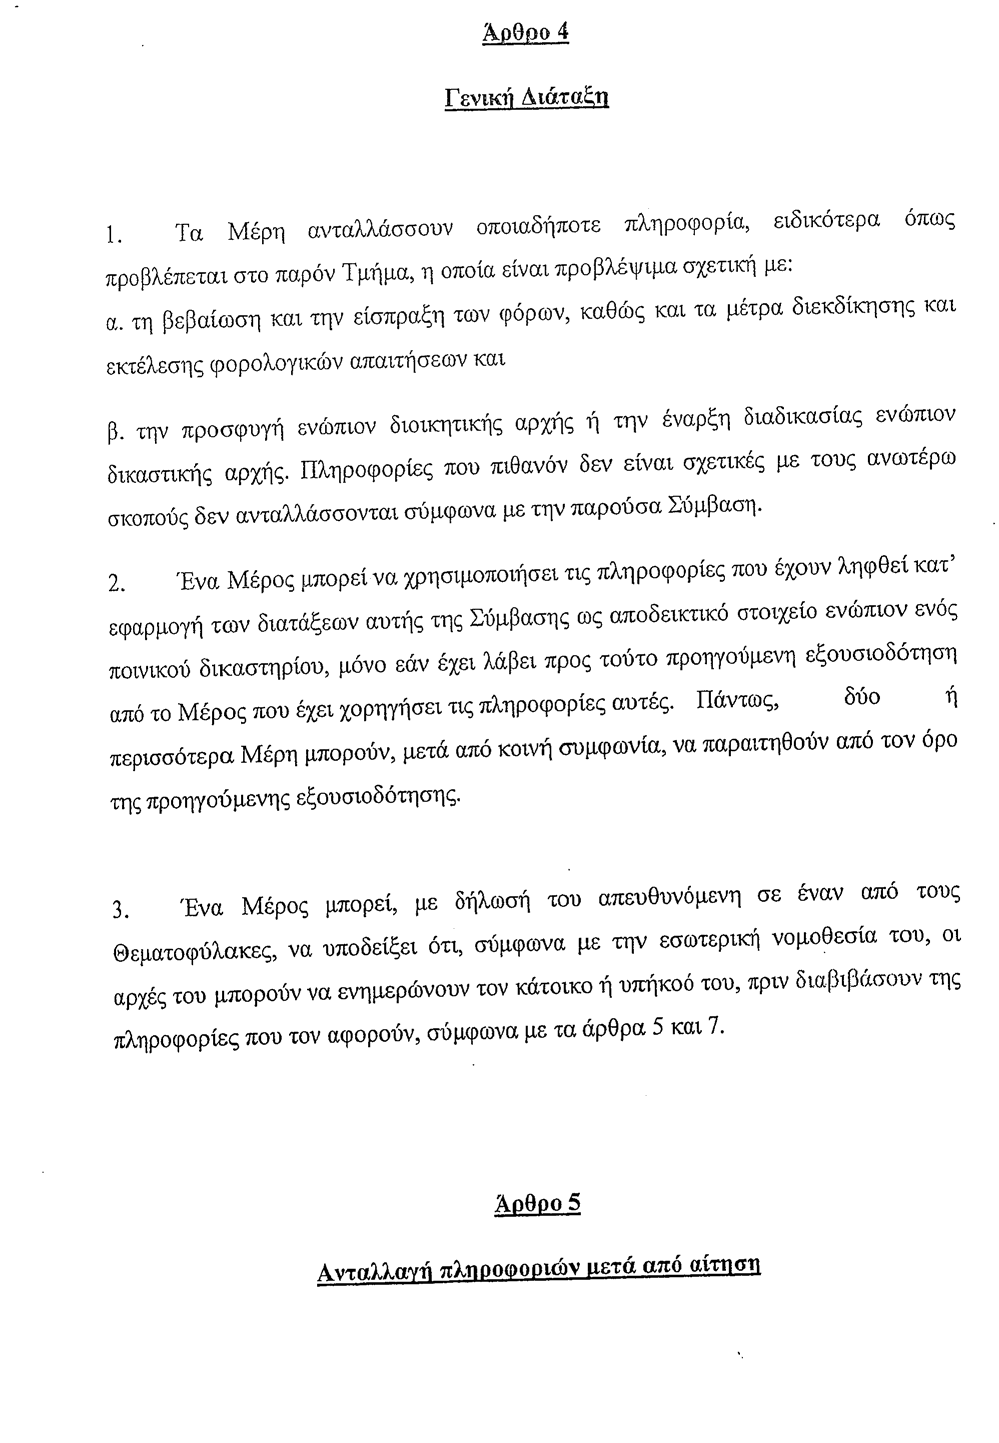 Άρθρο 4
Γενική Διάταξη
1. Τα Μέρη ανταλλάσσουν οποιαδήποτε πληροφορία, ειδικότερα όπως
προβλέπεται στο παρόν Τμήμα, η οποία είναι προβλέψιμα σχετική με:
α. τη βεβαίωση και την είσπραξη των φόρων, καθώς και τα μέτρα διεκδίκησης και
εκτέλεσης φορολογικών απαιτήσεων και
β. την προσφυγή ενώπιον διοικητικής αρχής ή την έναρξη διαδικασίας ενώπιον
δικαστικής αρχής. Πληροφορίες που πιθανόν δεν είναι σχετικές με τους ανωτέρω
σκοπούς δεν ανταλλάσσονται σύμφωνα με την παρούσα Σύμβαση.
2. Ένα Μέρος μπορεί να χρησιμοποιήσει τις πληροφορίες που έχουν ληφθεί κατ’
εφαρμογή των διατάξεων αυτής της Σύμβασης ως αποδεικτικό στοιχείο ενώπιον ενός
ποινικού δικαστηρίου, μόνο εάν έχει λάβει προς τούτο προηγούμενη εξουσιοδότηση
από το Μέρος που έχει χορηγήσει τις πληροφορίες αυτές. Πάντως, δύο ή
περισσότερα Μέρη μπορούν, μετά από κοινή συμφωνία, να παραιτηθούν από τον όρο
της προηγούμενης εξουσιοδότησης.
3. Ένα Μέρος μπορεί, με δήλωσή του απευθυνόμενη σε έναν από τους
Θεματοφύλακες, να υποδείξει ότι, σύμφωνα με την εσωτερική νομοθεσία του, οι
αρχές του μπορούν να ενημερώνουν τον κάτοικο ή υπήκοό του, πριν διαβιβάσουν της
πληροφορίες που τον αφορούν, σύμφωνα με τα άρθρα 5 και 7.
Άρθρο 5
Ανταλλαγή πληροφοριών μετά από αίτηση